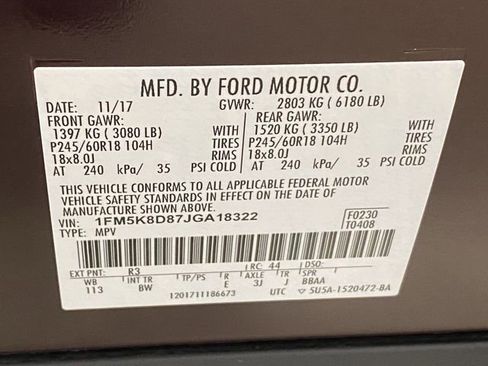 MFD. BY FORD MOTOR CO.
DATE: 11/17 GVWR: 2803 KG ( 6180 LB)
FRONT GAWR: REAR GAWR:
1397 KG ( 3080 LB) 1520 KG ( 3350 LB)
P245/60R18 104H TIRES P245/60R18 104H TIRES
18x8.0J RIMS 18x8.0J RIMS
AT 240 kPa/ 35 PSI COLD AT 240 kPa/ 35 PSI COLD
THIS VEHICLE CONFORMS TO ALL APPLICABLE FEDERAL MOTOR
VEHICLE SAFETY STANDARDS IN EFFECT ON THE DATE OF
MANUFACTURE SHOWN ABOVE.
VIN: 1FM5K8D87JGA18322 F0230
TYPE: MPV T0408
EXT PNT: R3 RC: 44 DSO:
WB INT TR TP/PS R AXLE TR SPR
113 BW E 3J J BBAA
1201711186673 UTC 5U5A-1520472-BA